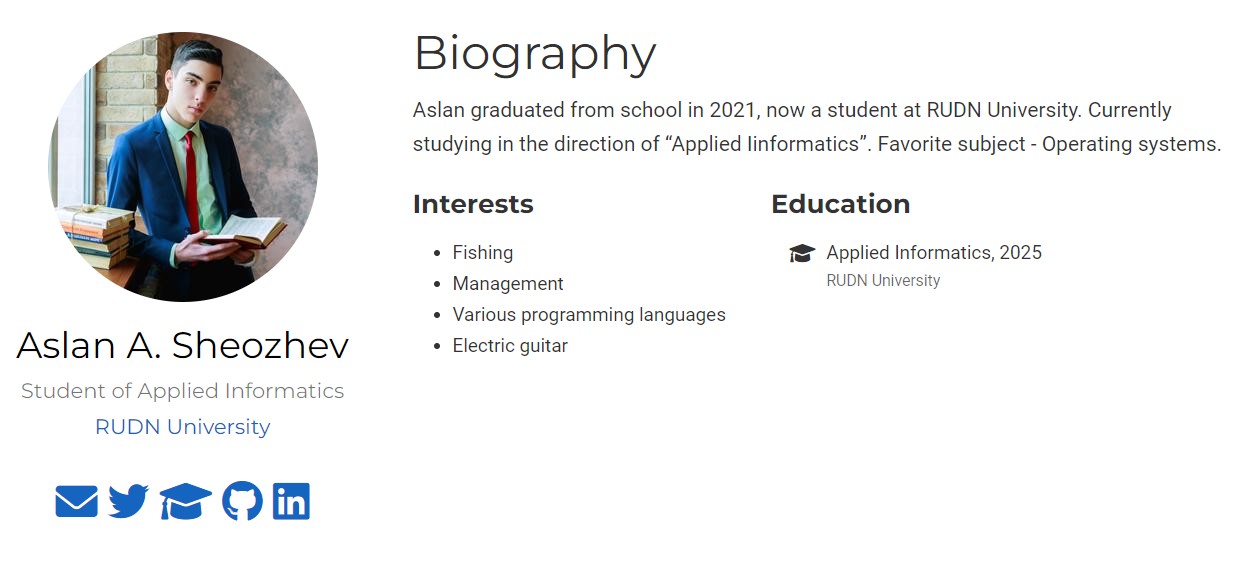 Aslan A. Sheozhev
Student of Applied Informatics
RUDN University
Biography
Aslan graduated from school in 2021, now a student at RUDN University. Currently
studying in the direction of “Applied Iinformatics”. Favorite subject - Operating systems.
Interests
Fishing
Management
Various programming languages
Electric guitar
Education
Applied Informatics, 2025
RUDN University